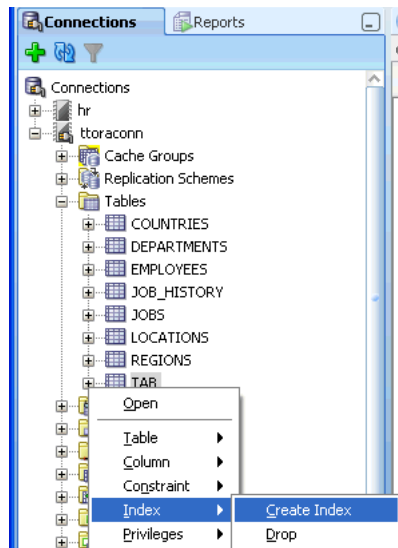 Connections Reports
Connections
hr
ttoraconn
Cache Groups
Replication Schemes
Tables
COUNTRIES
DEPARTMENTS
EMPLOYEES
JOB_HISTORY
JOBS
LOCATIONS
REGIONS
TAB
Open
Table
Column
Constraint
Index Create Index
Privileges Drop